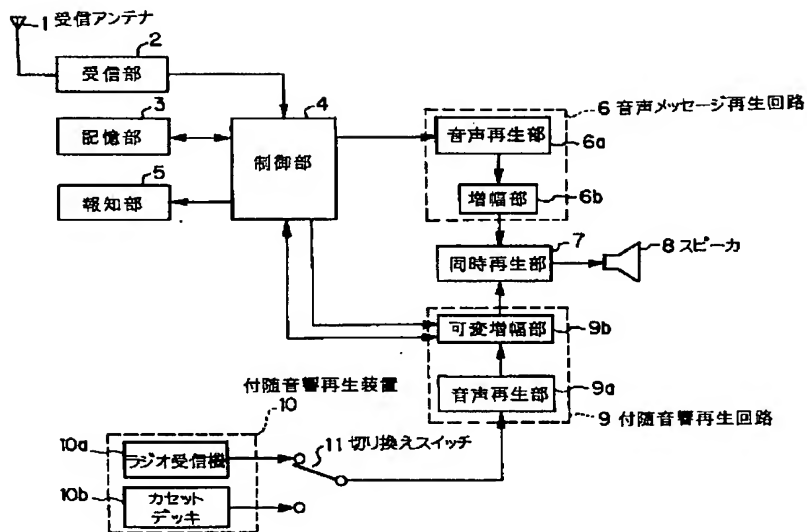 1 受信アンテナ
2
受信部
3
記憶部
4
制御部
5
報知部
6 音声メッセージ再生回路
音声再生部
6a
増幅部
6b
7
同時再生部
8 スピーカ
可変増幅部
9b
音声再生部
9a
9 付随音響再生回路
付随音響再生装置
10
10a
ラジオ受信機
11 切り換えスイッチ
10b
カセット
デッキ